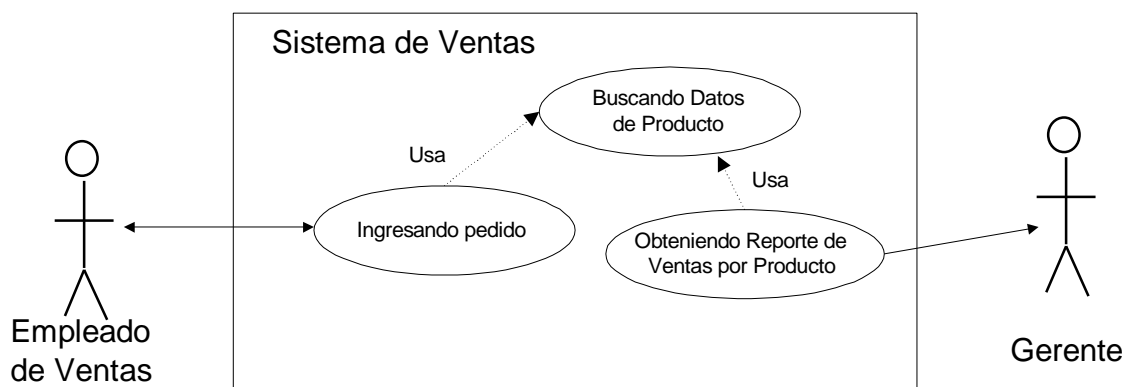 Sistema de Ventas
Buscando Datos
de Producto
Usa
Usa
Ingresando pedido
Obteniendo Reporte de
Ventas por Producto
Empleado
de Ventas
Gerente